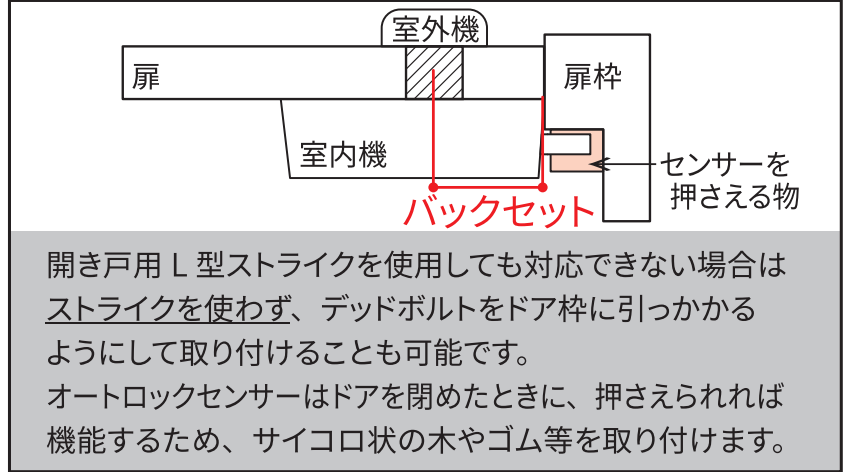 室外機
扉
扉枠
室内機
センサーを
押さえる物
バックセット
開き戸用 L 型ストライクを使用しても対応できない場合は
ストライクを使わず、デッドボルトをドア枠に引っかかる
ようにして取り付けることも可能です。
オートロックセンサーはドアを閉めたときに、押さえられれば
機能するため、サイコロ状の木やゴム等を取り付けます。